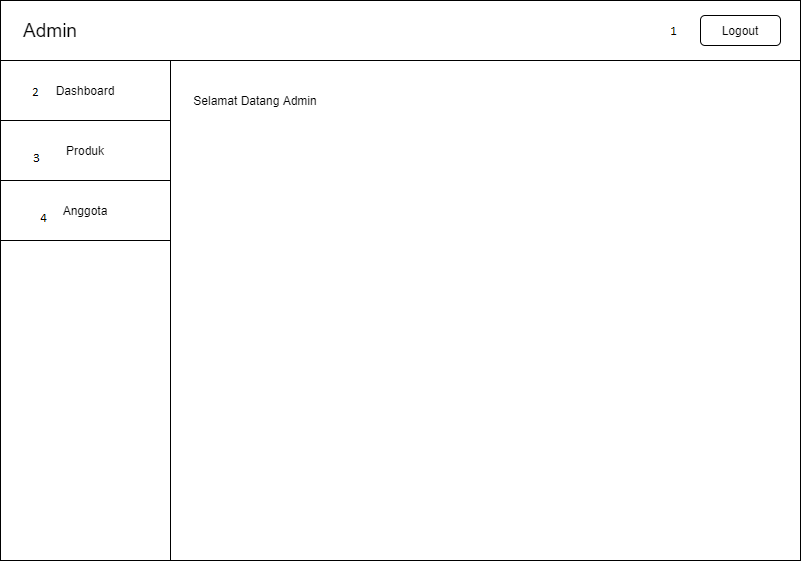 Admin
1 Logout
2 Dashboard
Selamat Datang Admin
3 Produk
4 Anggota